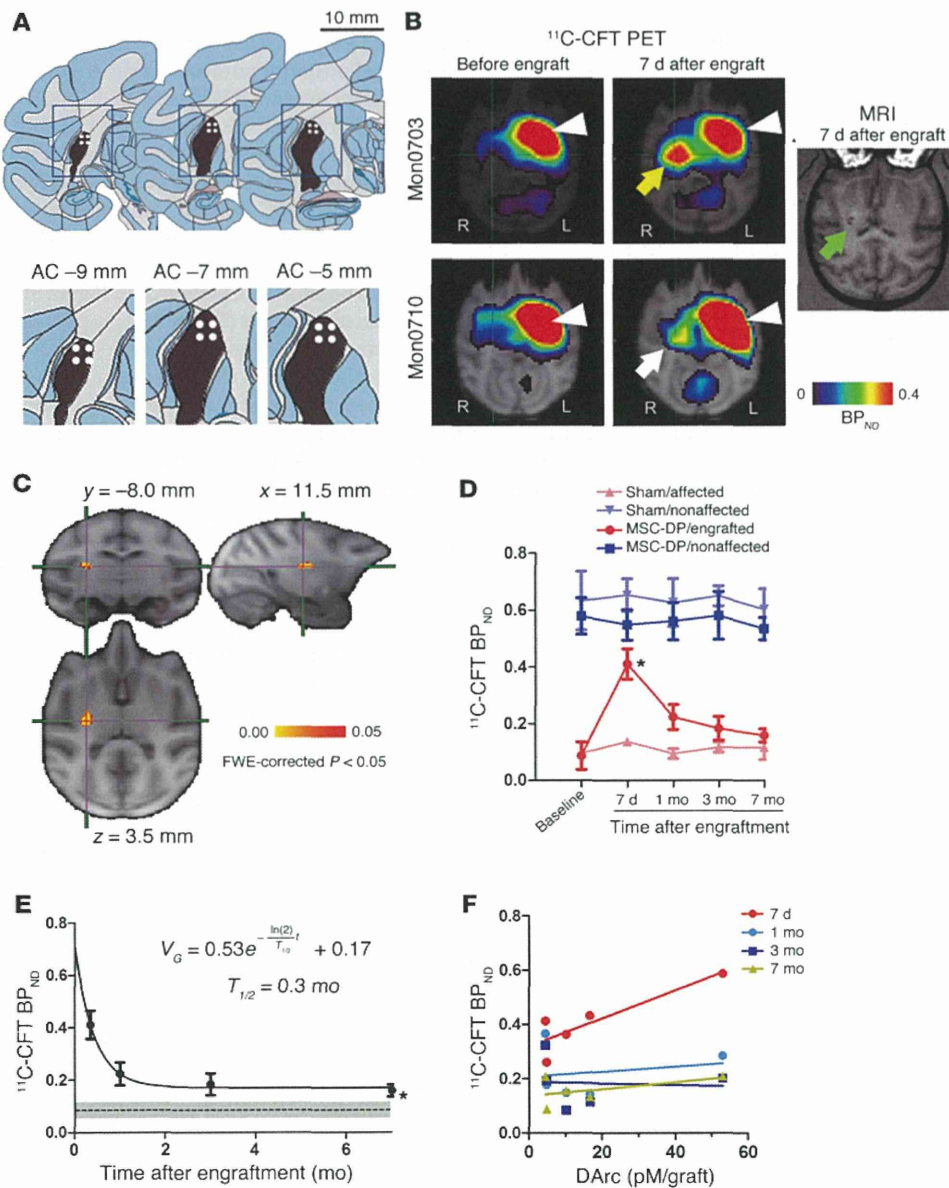 A
10 mm
AC –9 mm
AC –7 mm
AC –5 mm
B
¹¹C-CFT PET
Before engraft
7 d after engraft
MRI
7 d after engraft
Mon0703
R
L
R
L
Mon0710
R
L
R
L
0
0.4
BP_ND
C
y = –8.0 mm
x = 11.5 mm
0.00
0.05
FWE-corrected P < 0.05
z = 3.5 mm
D
Sham/affected
Sham/nonaffected
MSC-DP/engrafted
MSC-DP/nonaffected
¹¹C-CFT BP_ND
0.8
0.6
0.4
0.2
0.0
*
Baseline
7 d
1 mo
3 mo
7 mo
Time after engraftment
E
¹¹C-CFT BP_ND
0.8
0.6
0.4
0.2
0.0
V_G = 0.53e^(–(ln(2)/T_1/2)t) + 0.17
T_1/2 = 0.3 mo
*
0
2
4
6
Time after engraftment (mo)
F
7 d
1 mo
3 mo
7 mo
¹¹C-CFT BP_ND
0.8
0.6
0.4
0.2
0.0
0
20
40
60
DArc (pM/graft)